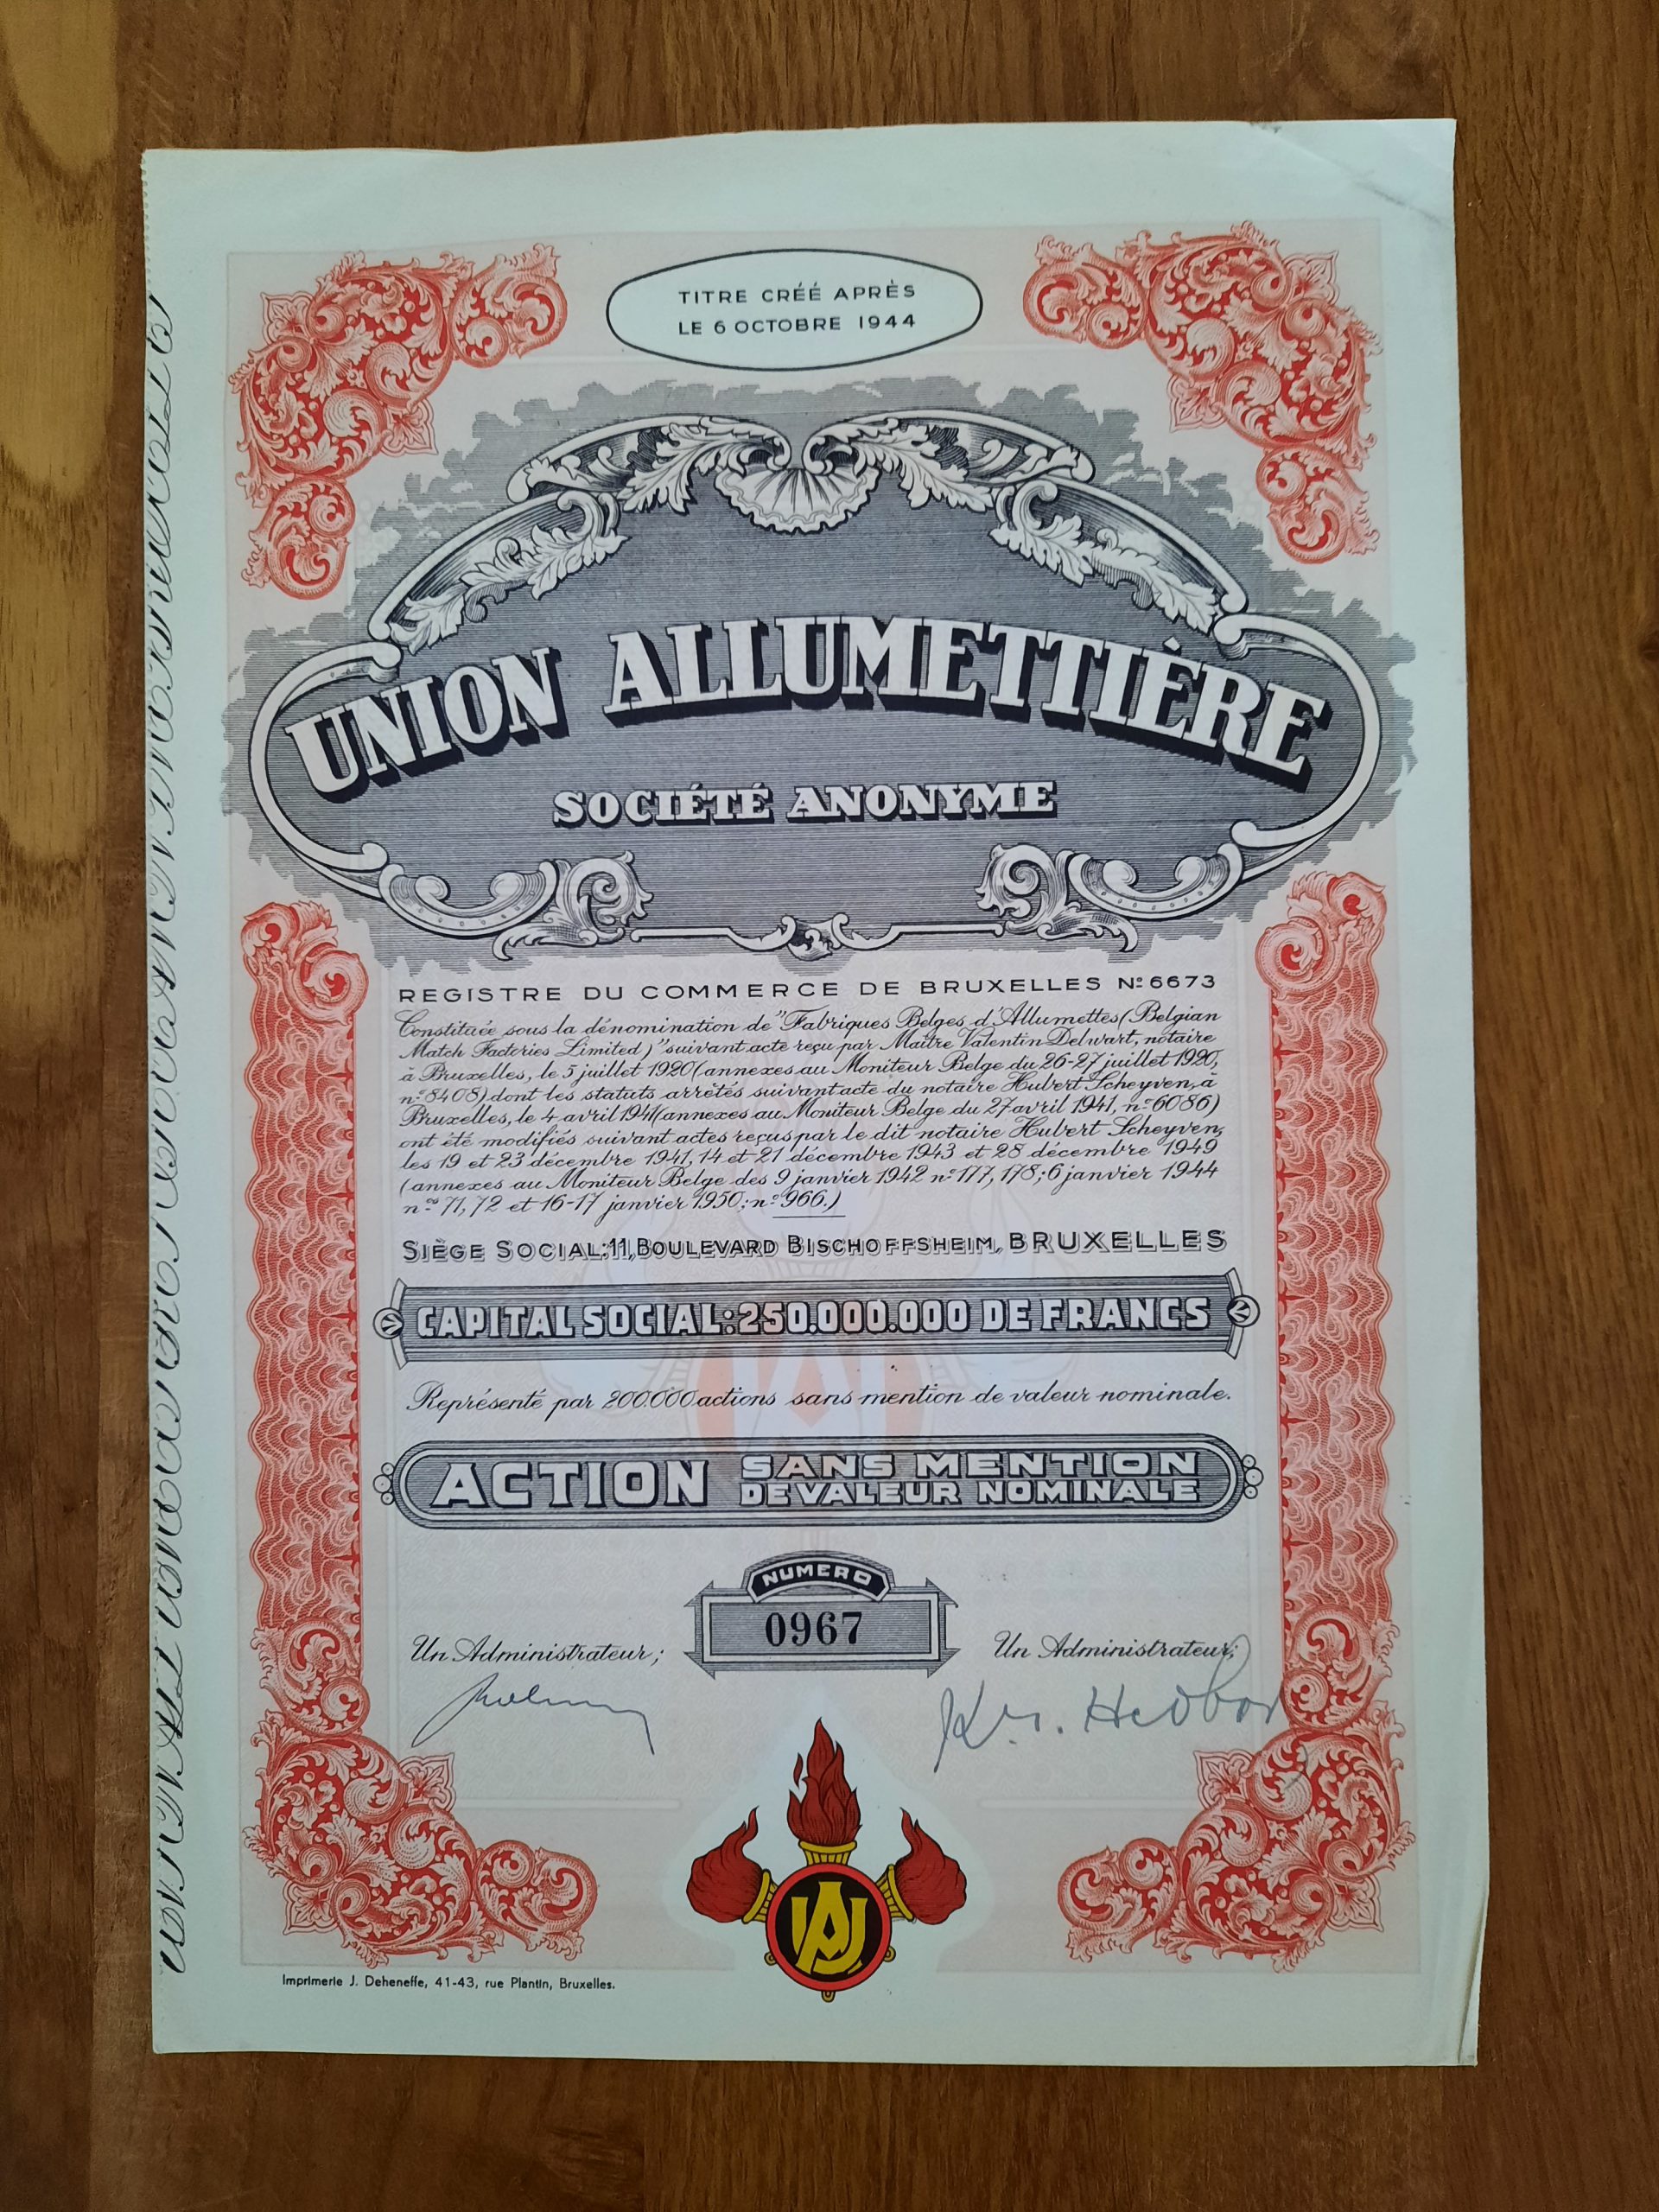 TITRE CRÉÉ APRÈS
LE 6 OCTOBRE 1944
UNION ALLUMETTIÈRE
SOCIÉTÉ ANONYME
REGISTRE DU COMMERCE DE BRUXELLES Nº 6673
Constituée sous la dénomination de "Fabriques Belges d'Allumettes (Belgian
Match Factories Limited)" suivant acte reçu par Maître Valentin Delwart, notaire
à Bruxelles, le 5 juillet 1920 (annexes au Moniteur Belge du 26-27 juillet 1920,
nº 8408) dont les statuts arrêtés suivant acte du notaire Hubert Scheyven, à
Bruxelles, le 4 avril 1941 (annexes au Moniteur Belge du 27 avril 1941, nº 6086)
ont été modifiés suivant actes reçus par le dit notaire Hubert Scheyven,
les 19 et 23 décembre 1941, 14 et 21 décembre 1943 et 28 décembre 1949
(annexes au Moniteur Belge des 9 janvier 1942 nº 177, 178; 6 janvier 1944
nos 71, 72 et 16-17 janvier 1950; nº 966.)
SIÈGE SOCIAL: 11, BOULEVARD BISCHOFFSHEIM, BRUXELLES
CAPITAL SOCIAL: 250.000.000 DE FRANCS
Représenté par 200.000 actions sans mention de valeur nominale.
ACTION SANS MENTION
DE VALEUR NOMINALE
NUMERO
0967
Un Administrateur;
Un Administrateur;
UA
Imprimerie J. Deheneffe, 41-43, rue Plantin, Bruxelles.